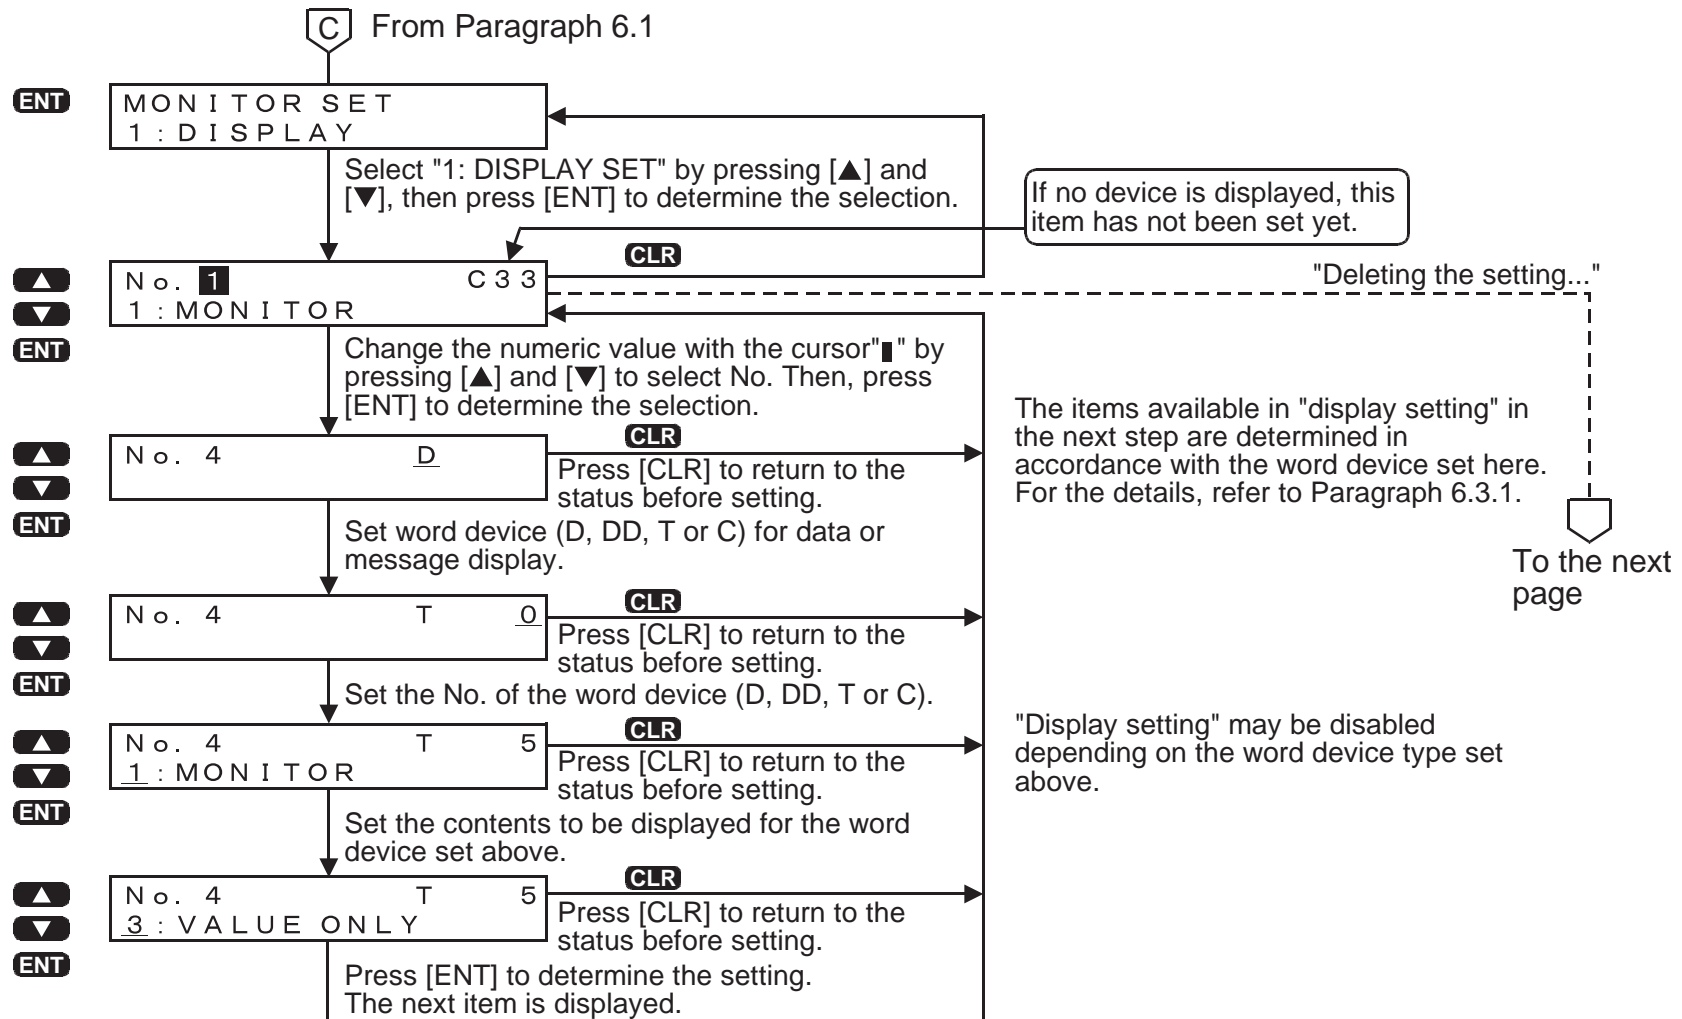 C From Paragraph 6.1
ENT
MONITOR SET
1:DISPLAY
Select "1: DISPLAY SET" by pressing [▲] and
[▼], then press [ENT] to determine the selection.
If no device is displayed, this
item has not been set yet.
CLR
▲
▼
ENT
No. 1 C33
1:MONITOR
"Deleting the setting..."
Change the numeric value with the cursor"▮" by
pressing [▲] and [▼] to select No. Then, press
[ENT] to determine the selection.
▲
▼
ENT
No. 4 D
CLR
Press [CLR] to return to the
status before setting.
The items available in "display setting" in
the next step are determined in
accordance with the word device set here.
For the details, refer to Paragraph 6.3.1.
To the next
page
Set word device (D, DD, T or C) for data or
message display.
▲
▼
ENT
No. 4 T 0
CLR
Press [CLR] to return to the
status before setting.
Set the No. of the word device (D, DD, T or C).
▲
▼
ENT
No. 4 T 5
1:MONITOR
CLR
Press [CLR] to return to the
status before setting.
"Display setting" may be disabled
depending on the word device type set
above.
Set the contents to be displayed for the word
device set above.
▲
▼
ENT
No. 4 T 5
3:VALUE ONLY
CLR
Press [CLR] to return to the
status before setting.
Press [ENT] to determine the setting.
The next item is displayed.